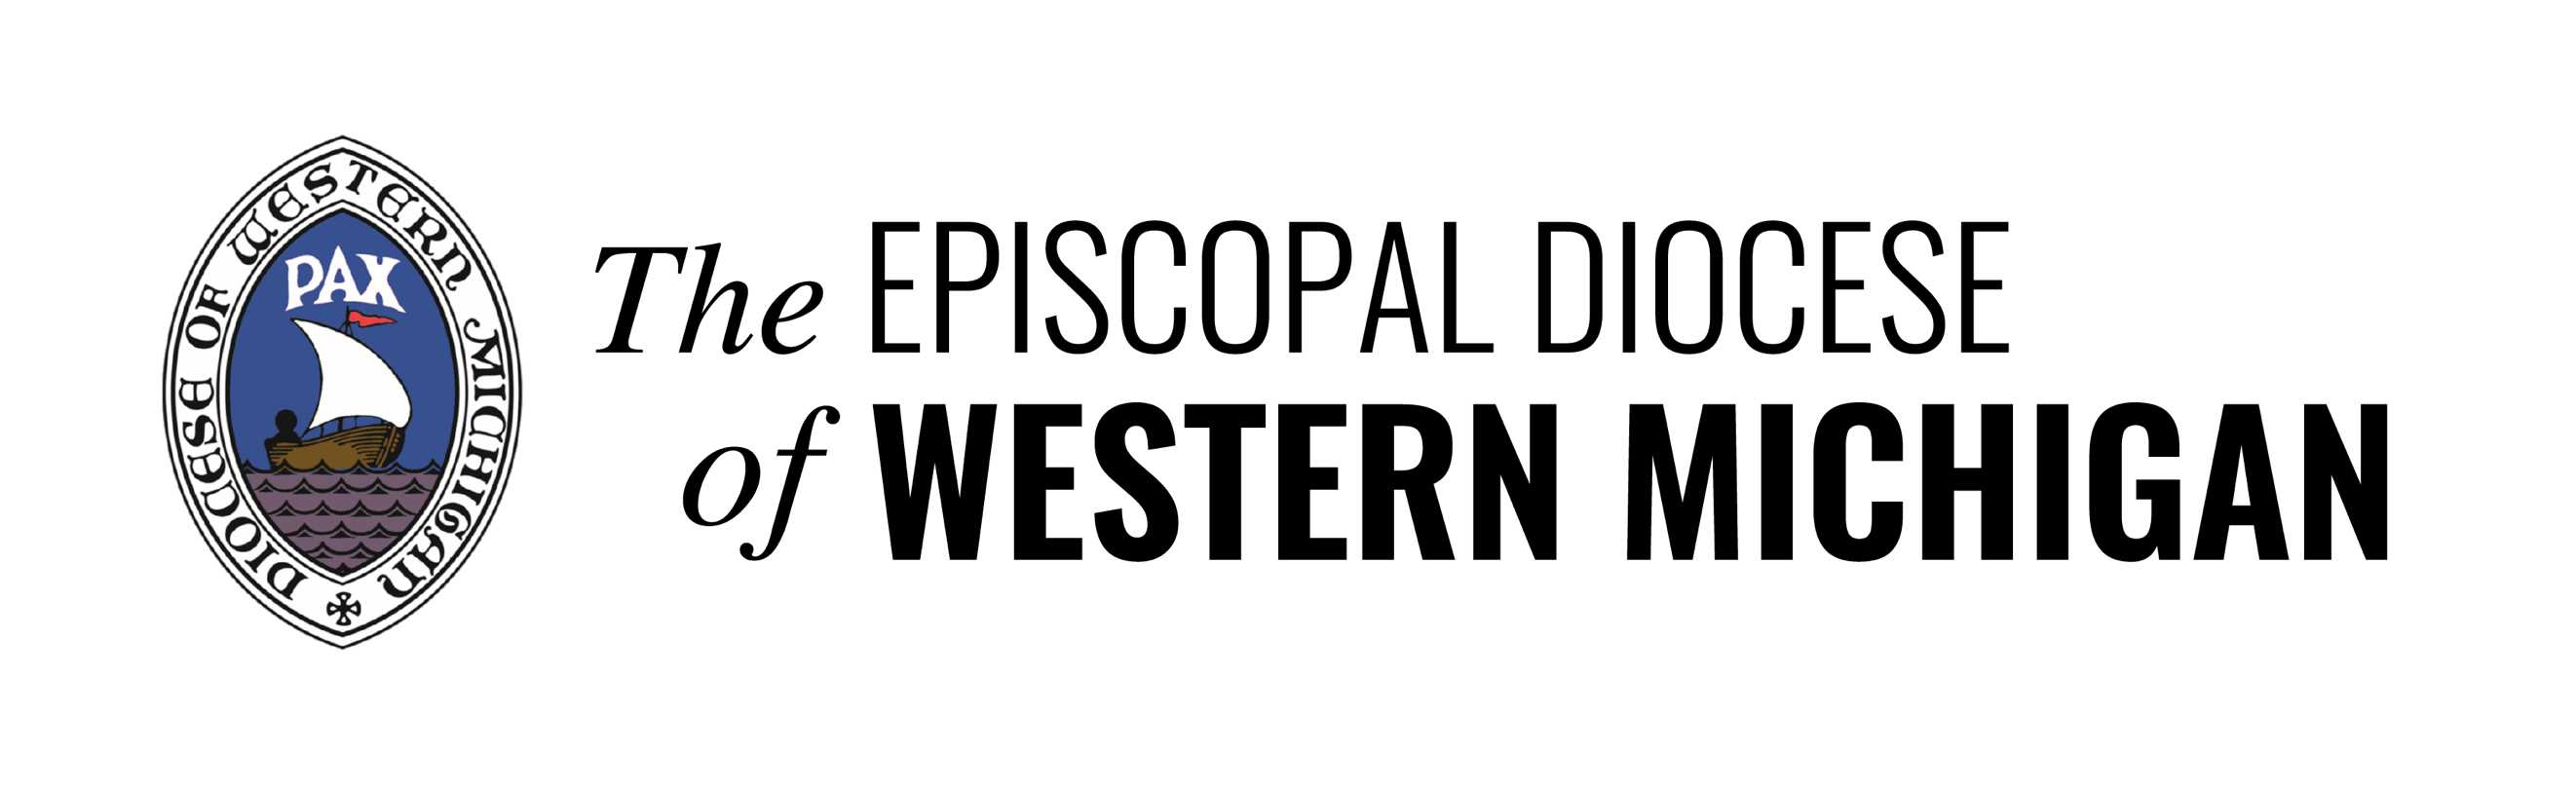 DIOCESE OF WESTERN MICHIGAN
PAX
The EPISCOPAL DIOCESE
of WESTERN MICHIGAN